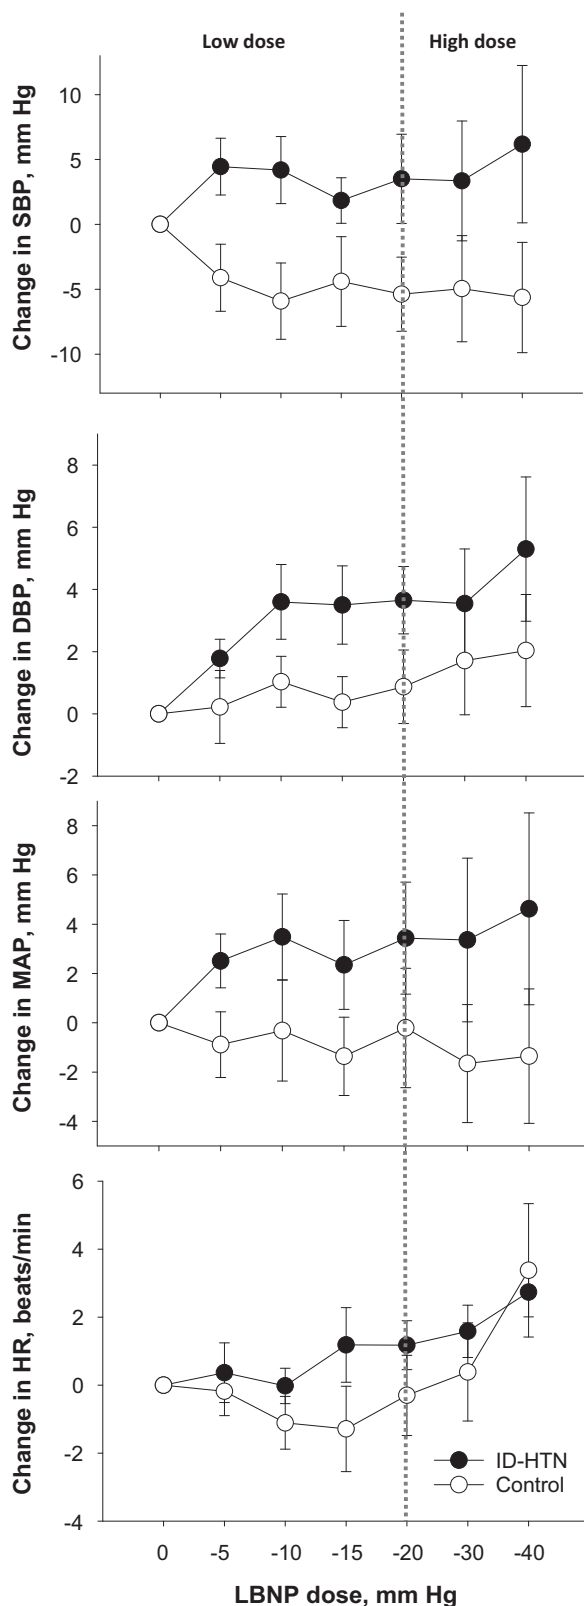 Low dose High dose
Change in SBP, mm Hg
10
5
0
-5
-10
Change in DBP, mm Hg
8
6
4
2
0
-2
Change in MAP, mm Hg
8
6
4
2
0
-2
-4
Change in HR, beats/min
6
4
2
0
-2
-4
ID-HTN
Control
0 -5 -10 -15 -20 -30 -40
LBNP dose, mm Hg